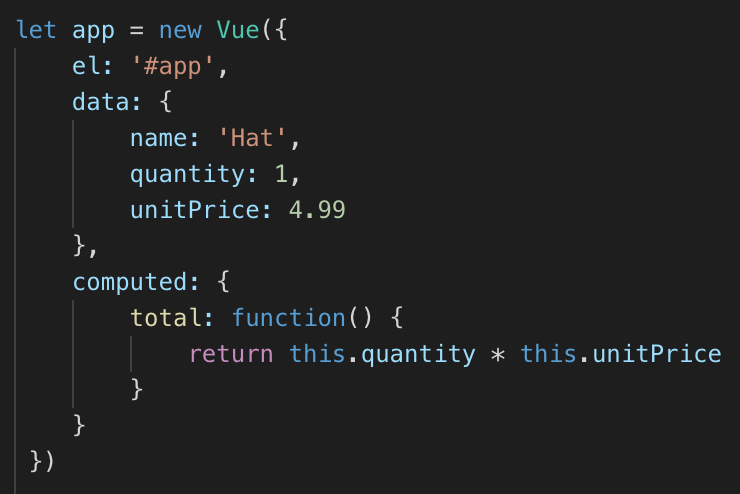 let app = new Vue({
    el: '#app',
    data: {
        name: 'Hat',
        quantity: 1,
        unitPrice: 4.99
    },
    computed: {
        total: function() {
            return this.quantity * this.unitPrice
        }
    }
 })